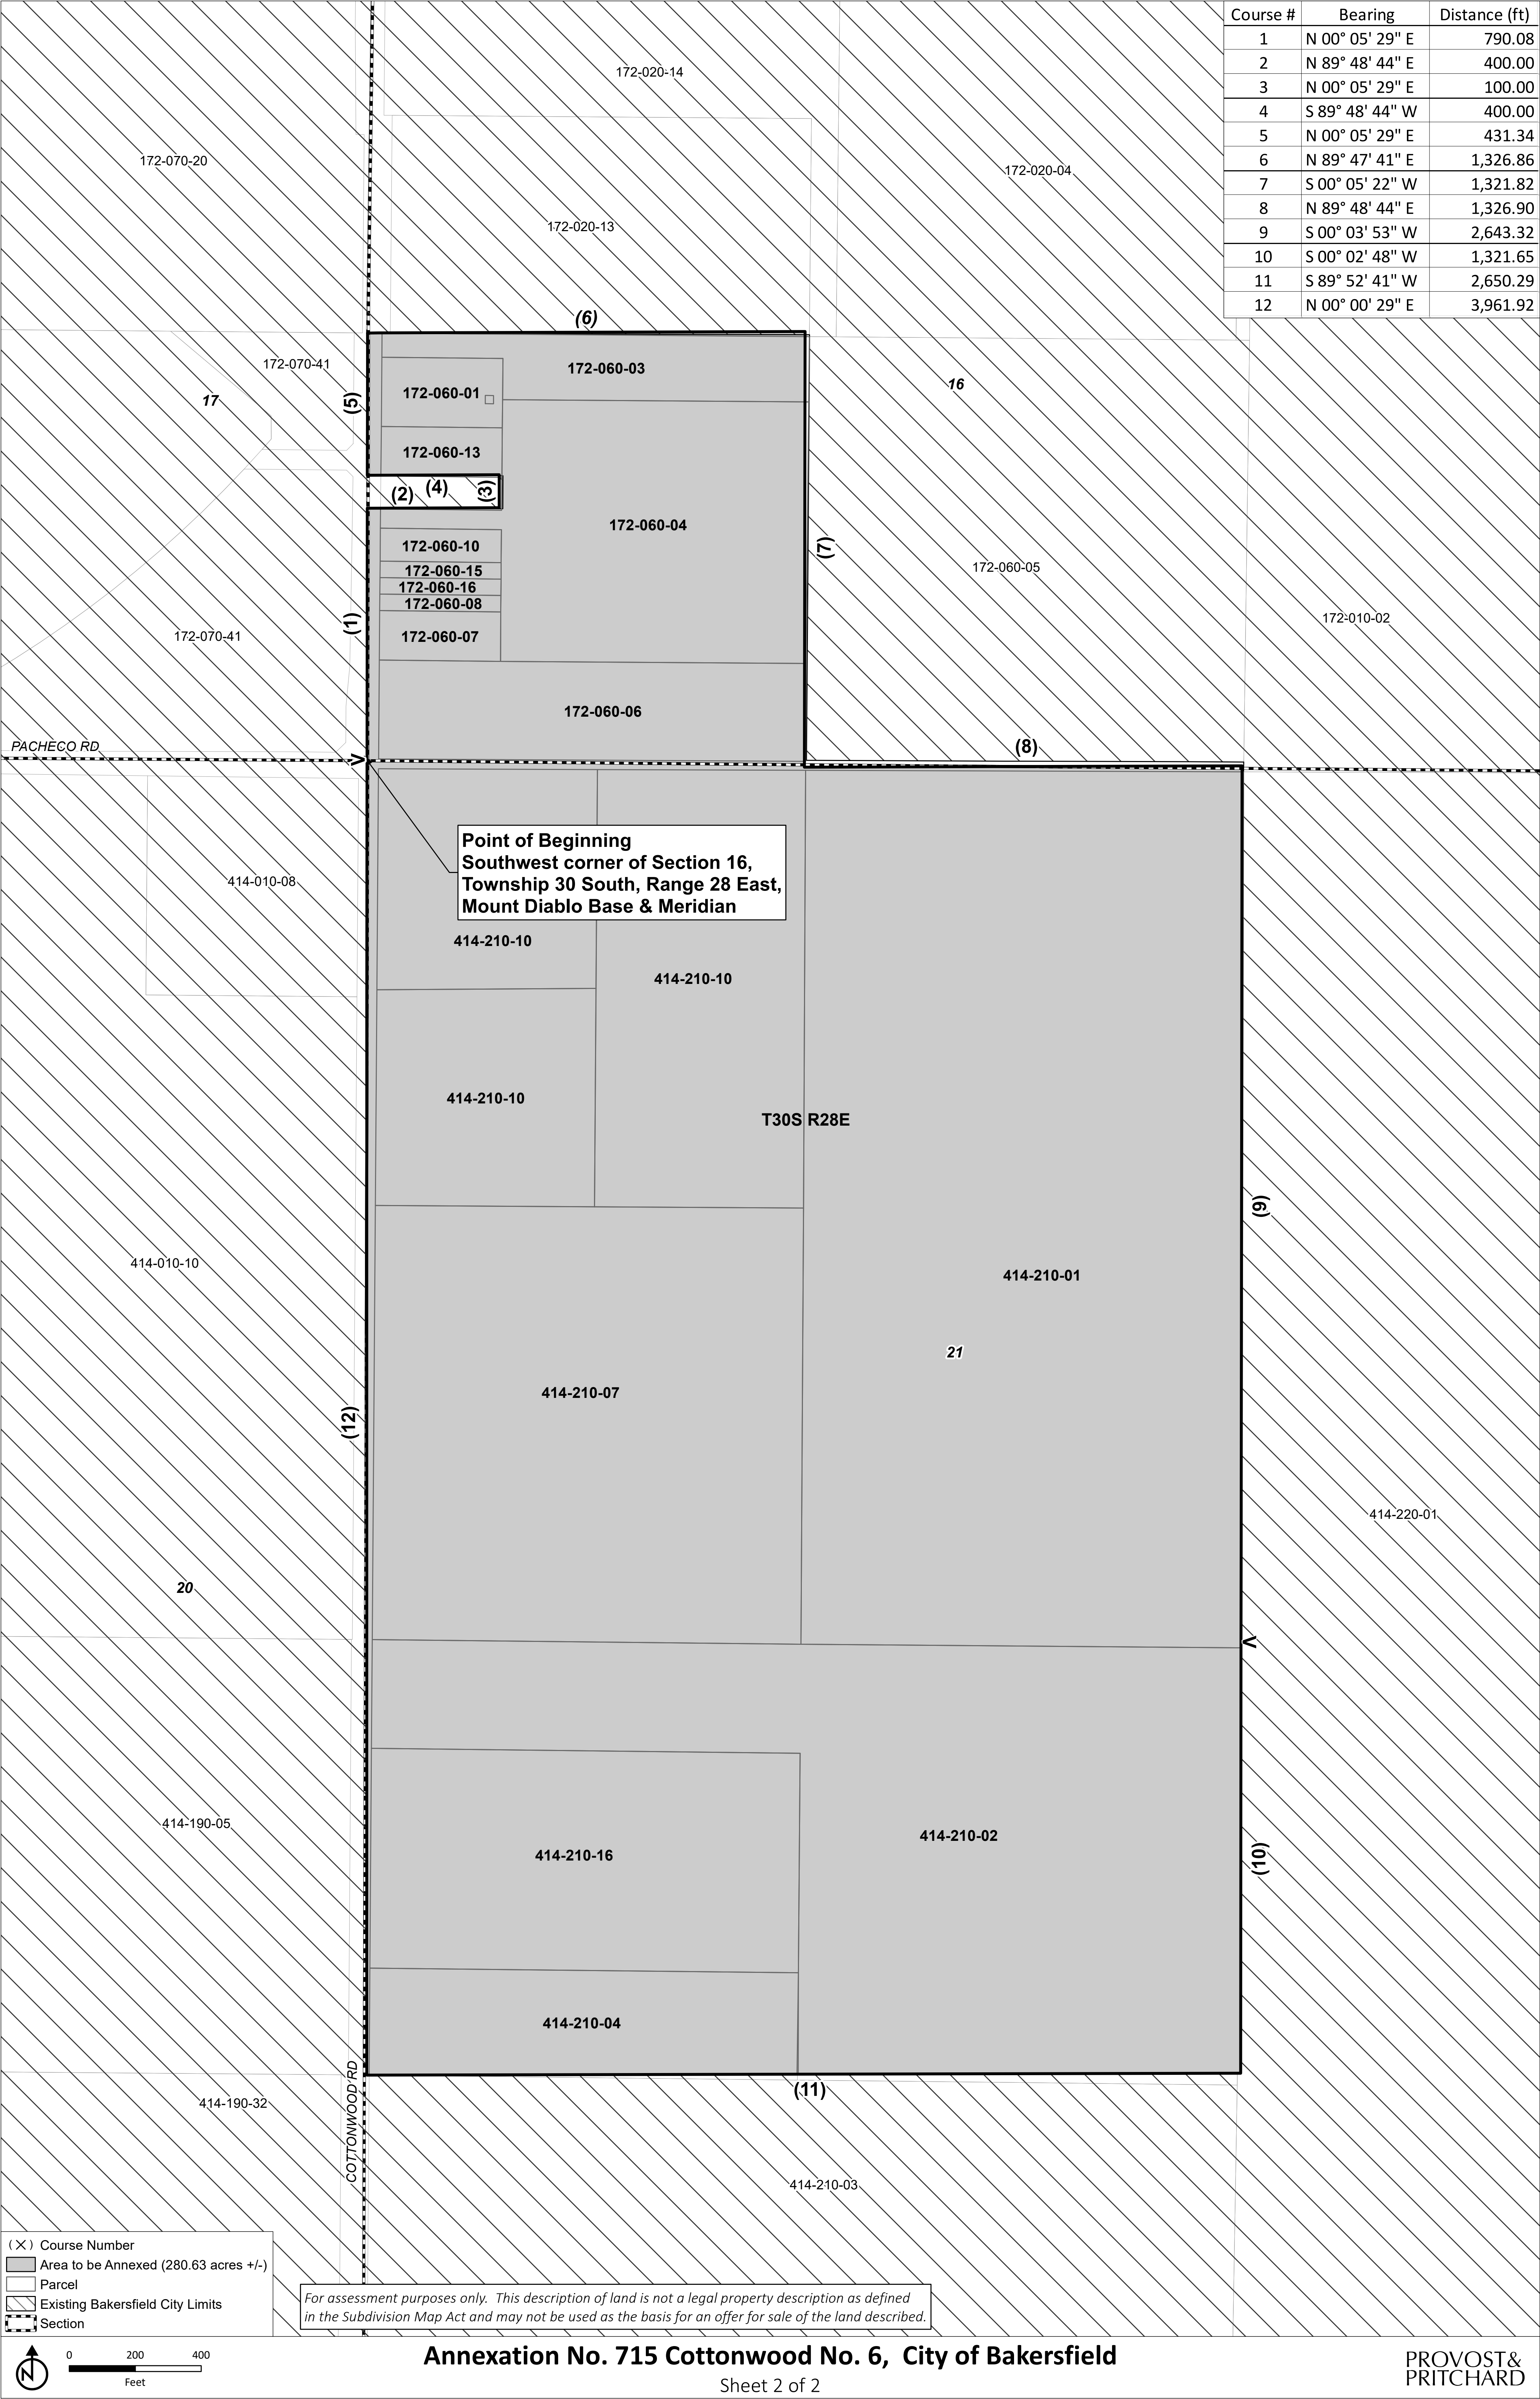 Course # Bearing Distance (ft)
1 N 00° 05' 29" E 790.08
2 N 89° 48' 44" E 400.00
3 N 00° 05' 29" E 100.00
4 S 89° 48' 44" W 400.00
5 N 00° 05' 29" E 431.34
6 N 89° 47' 41" E 1,326.86
7 S 00° 05' 22" W 1,321.82
8 N 89° 48' 44" E 1,326.90
9 S 00° 03' 53" W 2,643.32
10 S 00° 02' 48" W 1,321.65
11 S 89° 52' 41" W 2,650.29
12 N 00° 00' 29" E 3,961.92
172-020-14
172-070-20
172-020-04
172-020-13
(6)
172-070-41
172-060-03
16
17
(5)
172-060-01
172-060-13
(2)
(4)
(3)
172-060-04
(7)
172-060-10
172-060-05
172-060-15
172-060-16
172-060-08
(1)
172-010-02
172-070-41
172-060-07
172-060-06
PACHECO RD
(8)
Point of Beginning
Southwest corner of Section 16,
Township 30 South, Range 28 East,
Mount Diablo Base & Meridian
414-010-08
414-210-10
414-210-10
414-210-10
T30S R28E
(9)
414-010-10
414-210-01
21
414-210-07
(12)
414-220-01
20
414-190-05
414-210-16
414-210-02
(10)
414-210-04
(11)
414-190-32
COTTONWOOD RD
414-210-03
(X) Course Number
Area to be Annexed (280.63 acres +/-)
Parcel
Existing Bakersfield City Limits
Section
For assessment purposes only. This description of land is not a legal property description as defined
in the Subdivision Map Act and may not be used as the basis for an offer for sale of the land described.
N
0 200 400
Feet
Annexation No. 715 Cottonwood No. 6, City of Bakersfield
Sheet 2 of 2
PROVOST&
PRITCHARD